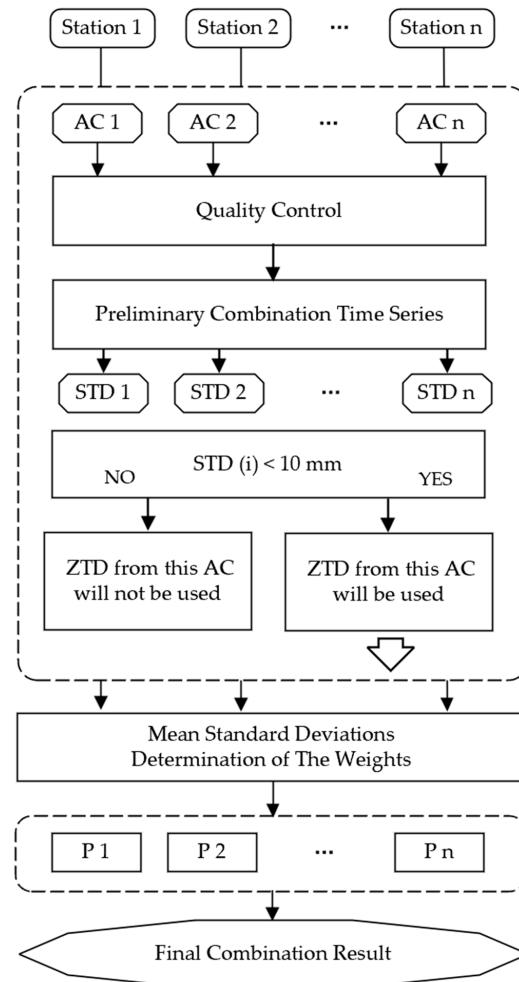 Station 1
Station 2
...
Station n
AC 1
AC 2
...
AC n
Quality Control
Preliminary Combination Time Series
STD 1
STD 2
...
STD n
STD (i) < 10 mm
NO
YES
ZTD from this AC
will not be used
ZTD from this AC
will be used
Mean Standard Deviations
Determination of The Weights
P 1
P 2
...
P n
Final Combination Result